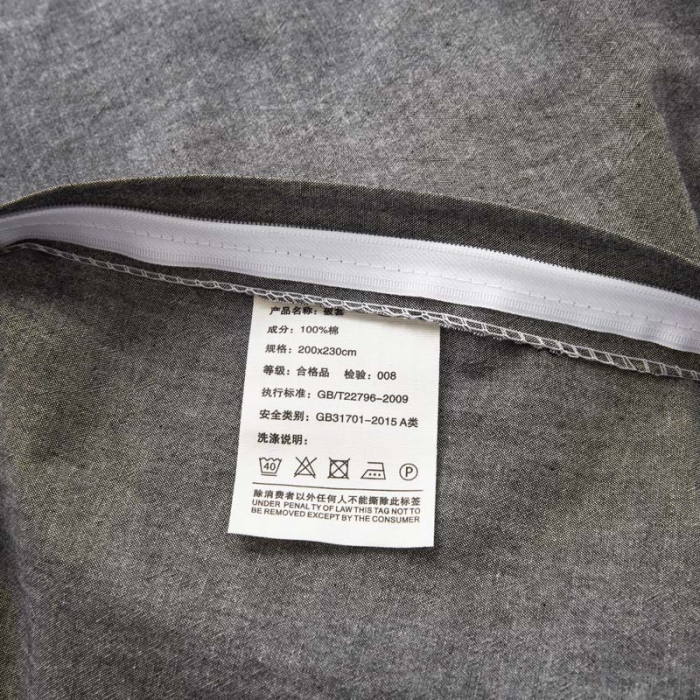 产品名称：被套
成分：100%棉
规格：200x230cm
等级：合格品 检验：008
执行标准：GB/T22796-2009
安全类别：GB31701-2015 A类
洗涤说明：
40 P
除消费者以外任何人不能撕除此标签
UNDER PENALTY OF LAW THIS TAG NOT TO
BE REMOVED EXCEPT BY THE CONSUMER